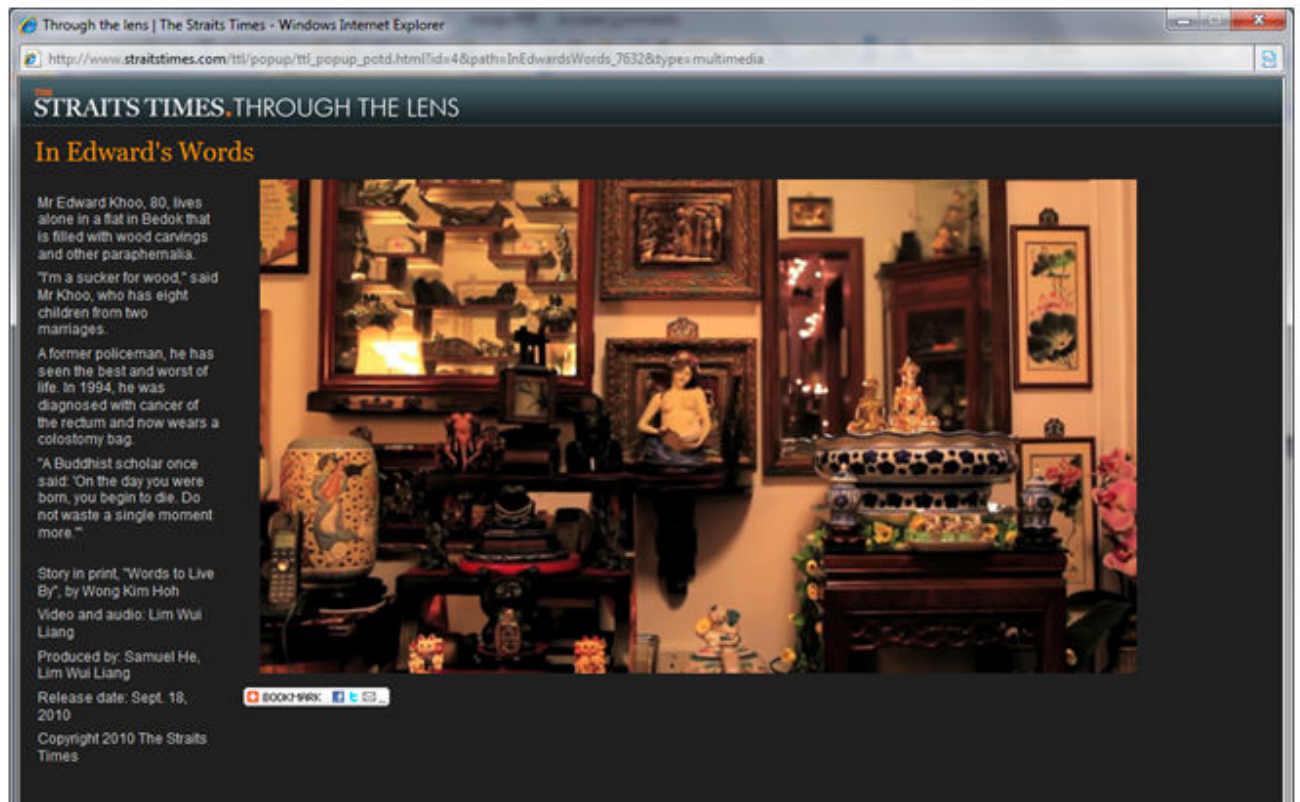 Through the lens | The Straits Times - Windows Internet Explorer
http://www.straitstimes.com/ttl/popup/ttl_popup_potd.html?id=4&path=InEdwardsWords_7632&type=multimedia
THE
STRAITS TIMES.THROUGH THE LENS
In Edward's Words
Mr Edward Khoo, 80, lives
alone in a flat in Bedok that
is filled with wood carvings
and other paraphernalia.
"I'm a sucker for wood," said
Mr Khoo, who has eight
children from two
marriages.
A former policeman, he has
seen the best and worst of
life. In 1994, he was
diagnosed with cancer of
the rectum and now wears a
colostomy bag.
"A Buddhist scholar once
said: 'On the day you were
born, you begin to die. Do
not waste a single moment
more.'"
Story in print, "Words to Live
By", by Wong Kim Hoh
Video and audio: Lim Wui
Liang
Produced by: Samuel He,
Lim Wui Liang
Release date: Sept. 18,
2010
Copyright 2010 The Straits
Times
BOOKMARK